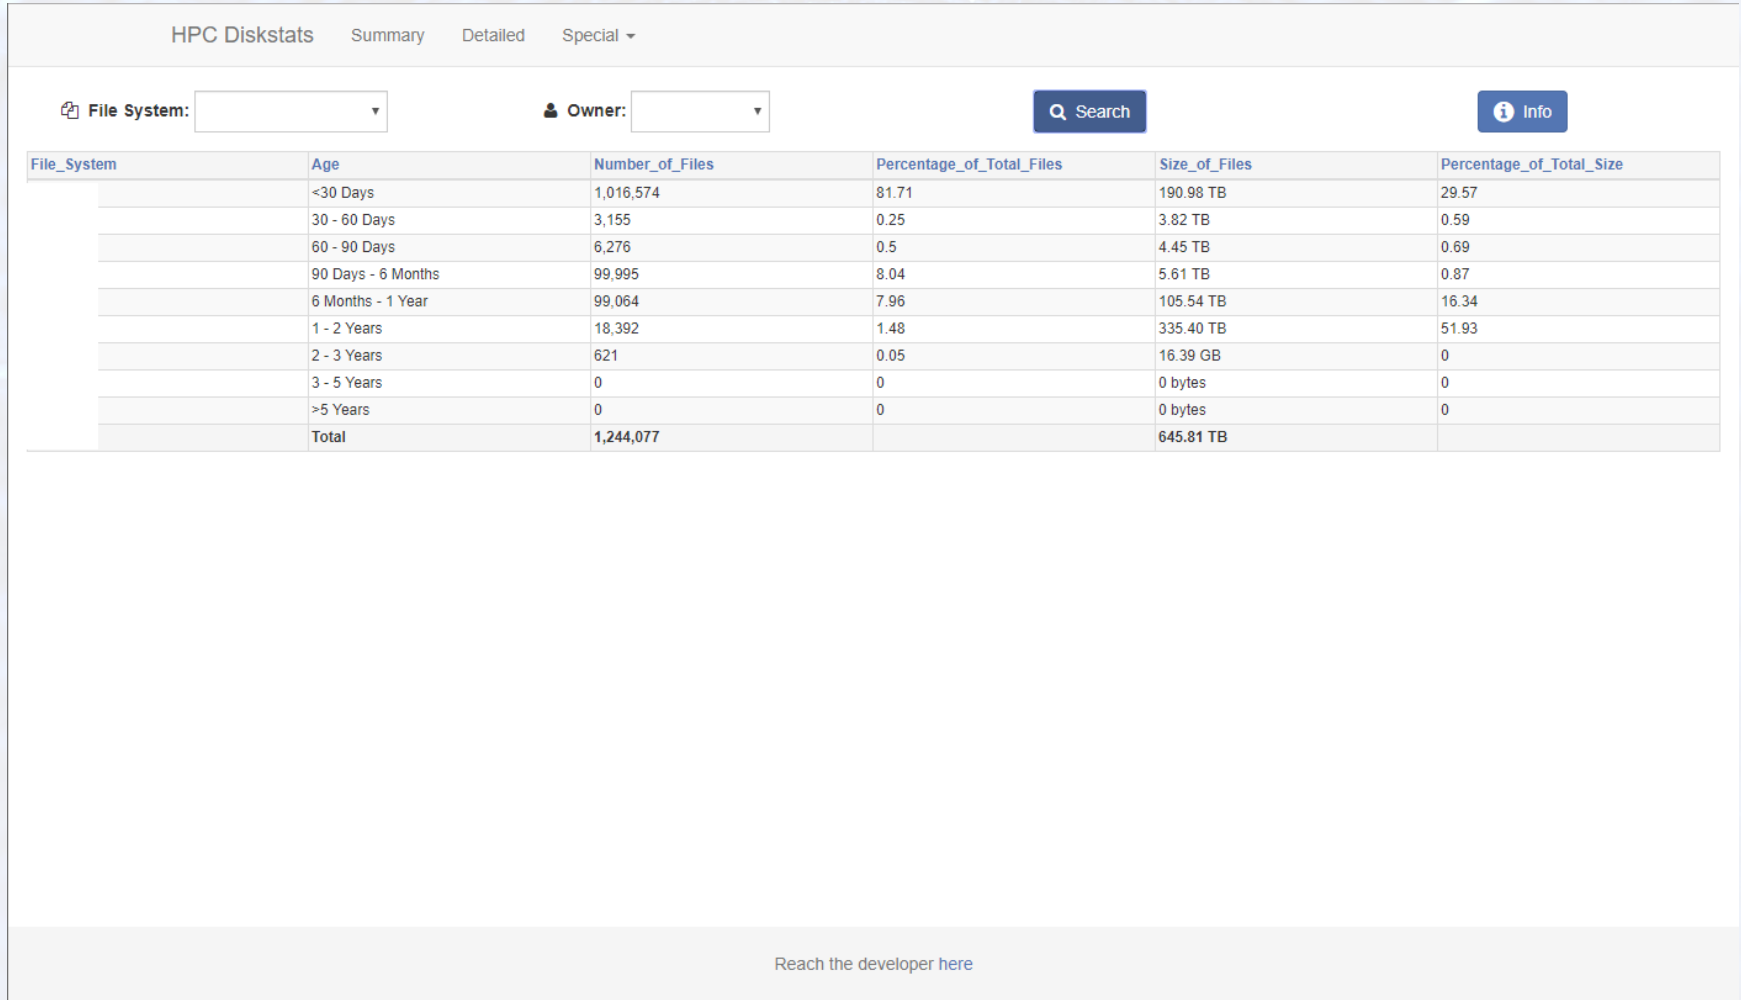 HPC Diskstats Summary Detailed Special
File System: Owner: Search Info
File_System Age Number_of_Files Percentage_of_Total_Files Size_of_Files Percentage_of_Total_Size
<30 Days 1,016,574 81.71 190.98 TB 29.57
30 - 60 Days 3,155 0.25 3.82 TB 0.59
60 - 90 Days 6,276 0.5 4.45 TB 0.69
90 Days - 6 Months 99,995 8.04 5.61 TB 0.87
6 Months - 1 Year 99,064 7.96 105.54 TB 16.34
1 - 2 Years 18,392 1.48 335.40 TB 51.93
2 - 3 Years 621 0.05 16.39 GB 0
3 - 5 Years 0 0 0 bytes 0
>5 Years 0 0 0 bytes 0
Total 1,244,077 645.81 TB
Reach the developer here